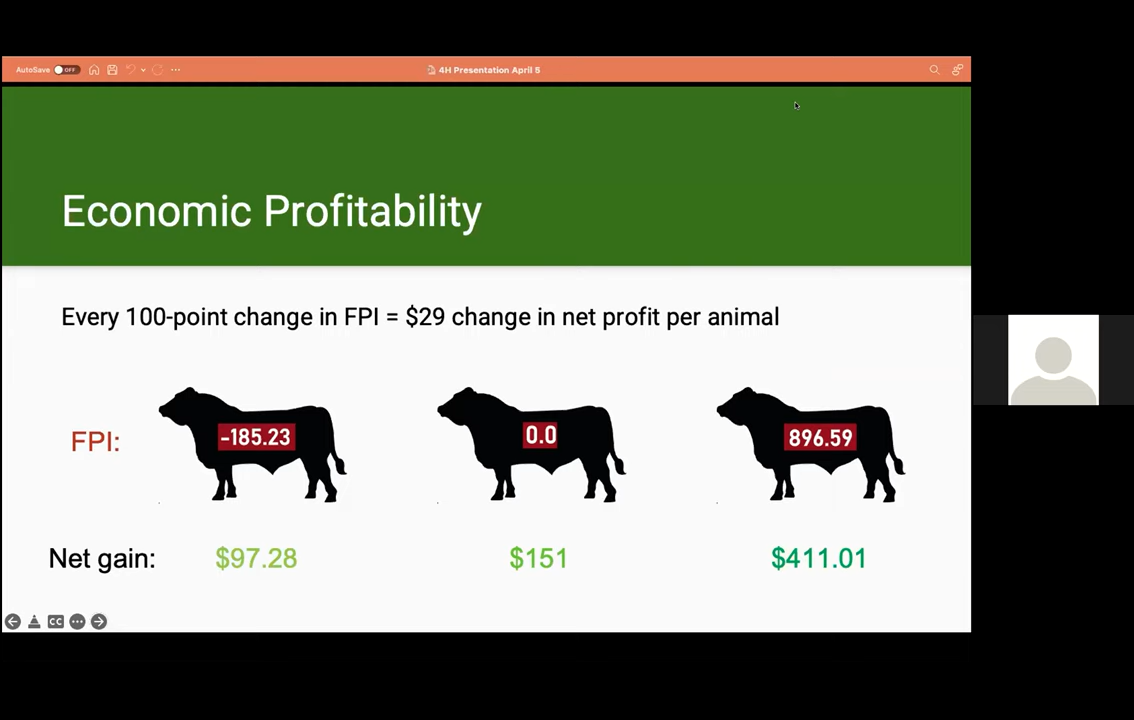 AutoSave OFF 4H Presentation April 5
Economic Profitability
Every 100-point change in FPI = $29 change in net profit per animal
FPI: -185.23 0.0 896.59
Net gain: $97.28 $151 $411.01
CC